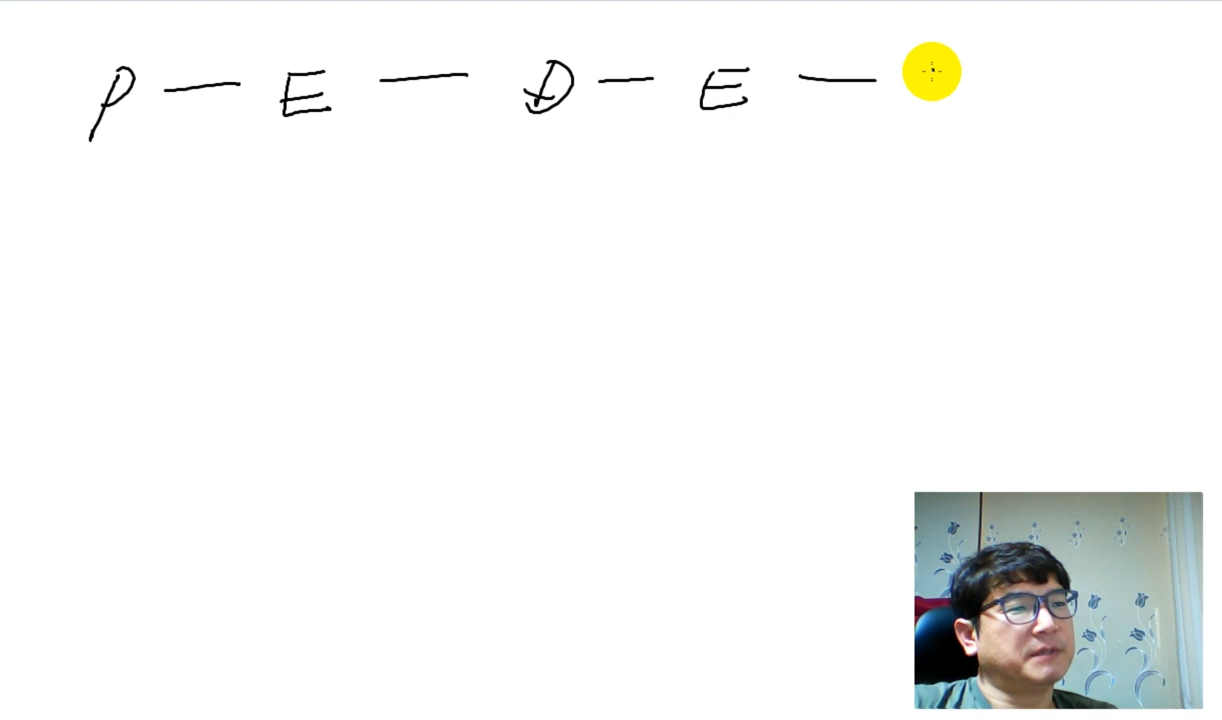 P — E — D — E —